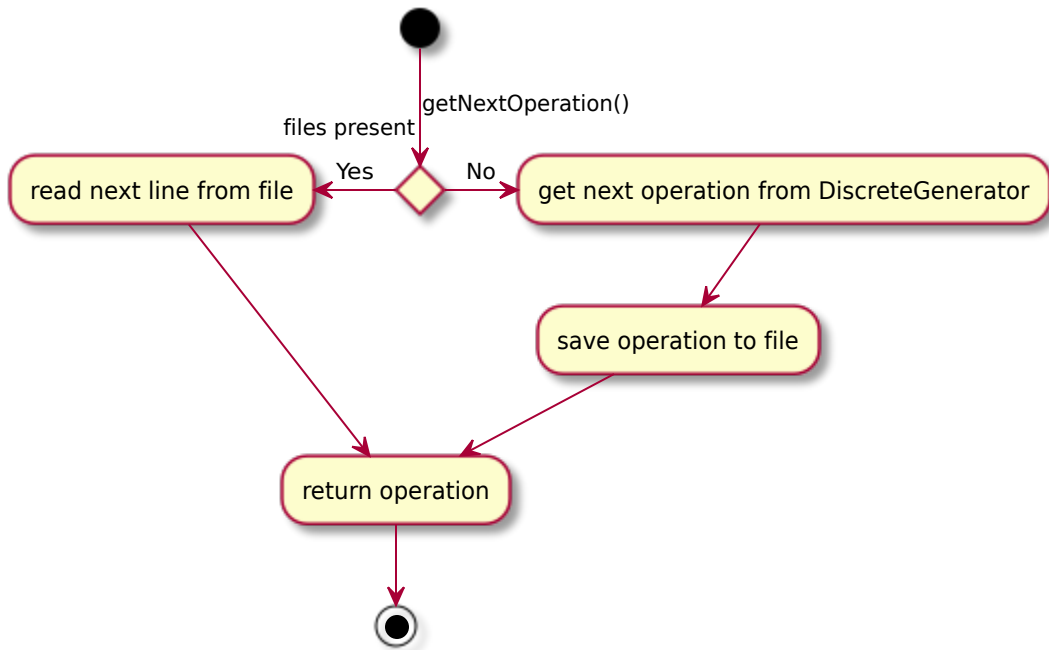 getNextOperation()
files present
Yes
No
read next line from file
get next operation from DiscreteGenerator
save operation to file
return operation